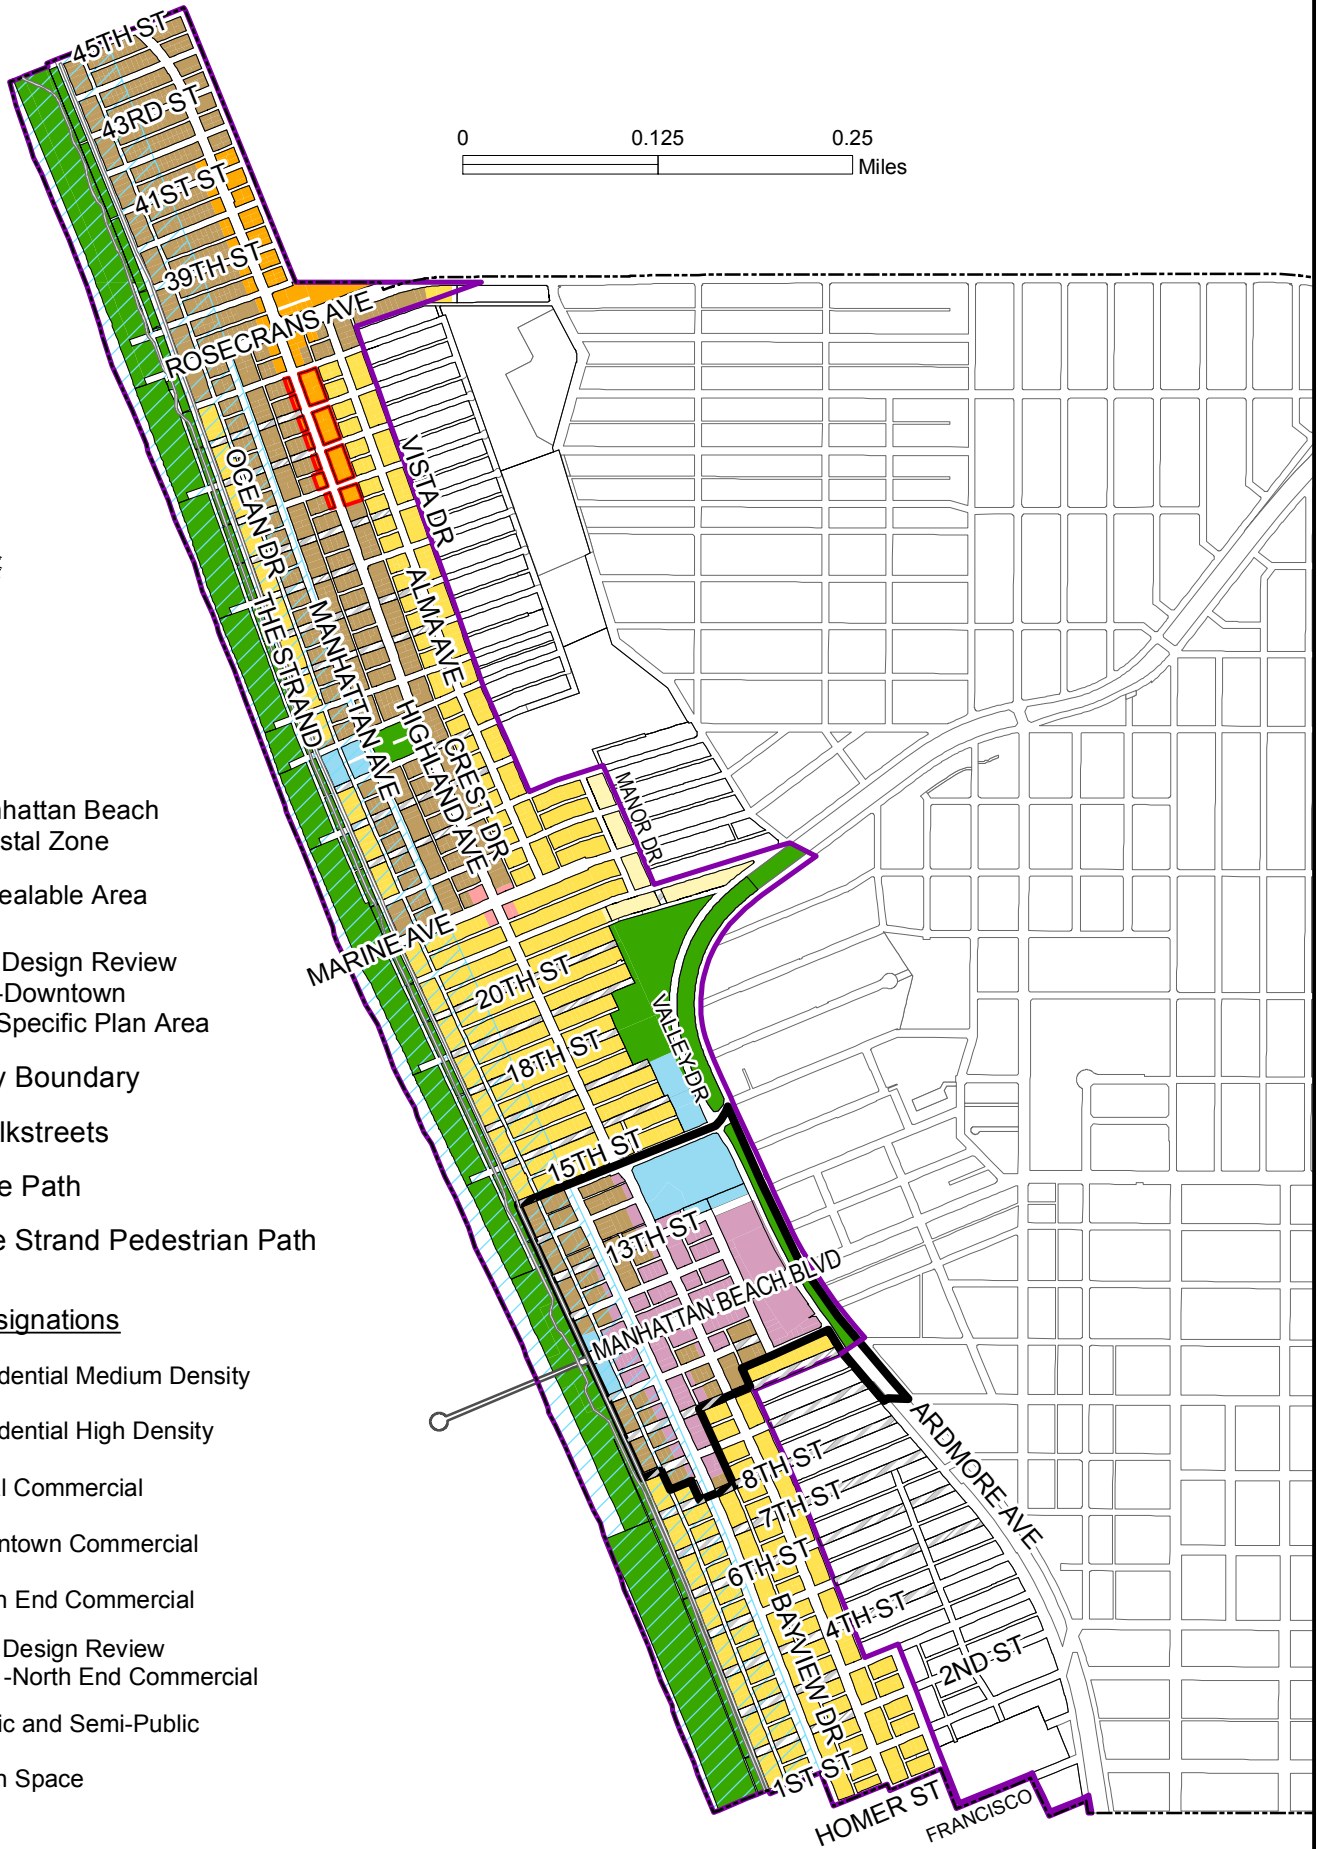 45TH ST
43RD ST
0 0.125 0.25
Miles
41ST ST
39TH ST
ROSECRANS AVE
VISTA DR
OCEAN DR
ALMA AVE
THE STRAND
MANHATTAN AVE
HIGHLAND AVE
CREST DR
MANOR DR
nhattan Beach
stal Zone
ealable Area
MARINE AVE
Design Review
-Downtown
Specific Plan Area
20TH ST
VALLEY DR
18TH ST
y Boundary
lkstreets
15TH ST
e Path
13TH ST
e Strand Pedestrian Path
MANHATTAN BEACH BLVD
signations
dential Medium Density
dential High Density
ARDMORE AVE
8TH ST
l Commercial
7TH ST
ntown Commercial
6TH ST
h End Commercial
4TH ST
BAYVIEW DR
Design Review
-North End Commercial
2ND ST
ic and Semi-Public
n Space
1ST ST
HOMER ST
FRANCISCO